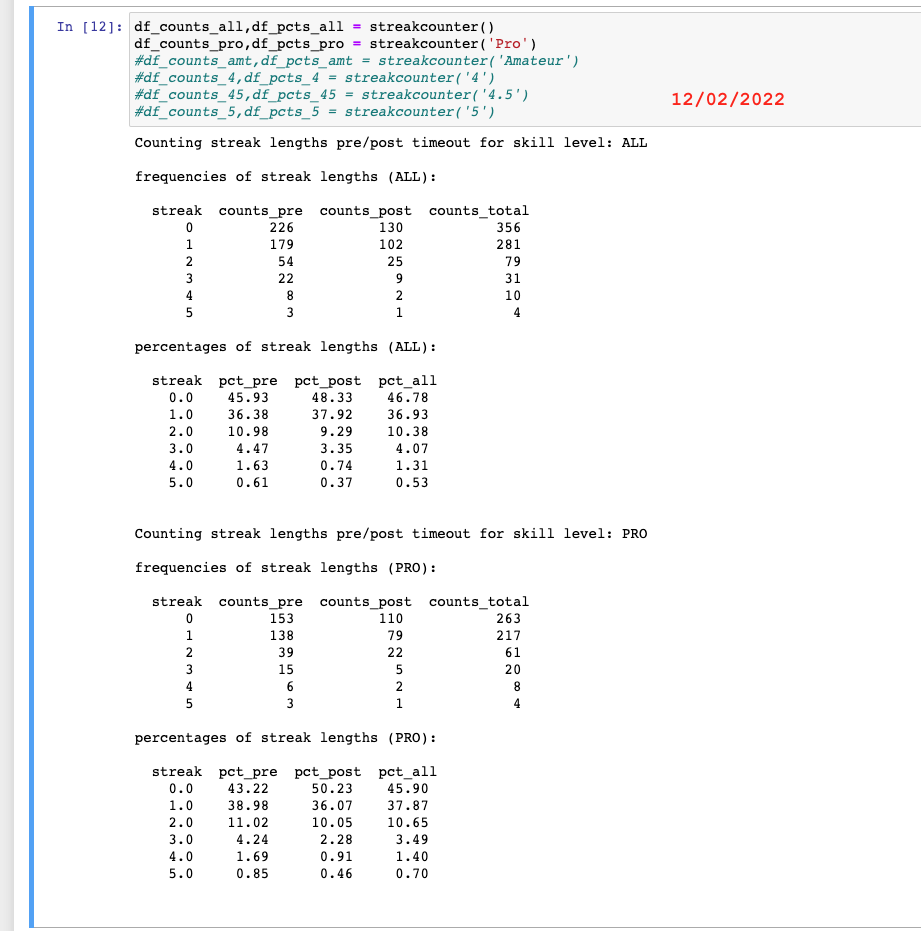 In [12]: df_counts_all,df_pcts_all = streakcounter()
df_counts_pro,df_pcts_pro = streakcounter('Pro')
#df_counts_amt,df_pcts_amt = streakcounter('Amateur')
#df_counts_4,df_pcts_4 = streakcounter('4')
#df_counts_45,df_pcts_45 = streakcounter('4.5')
#df_counts_5,df_pcts_5 = streakcounter('5')
12/02/2022
Counting streak lengths pre/post timeout for skill level: ALL
frequencies of streak lengths (ALL):
streak counts_pre counts_post counts_total
0 226 130 356
1 179 102 281
2 54 25 79
3 22 9 31
4 8 2 10
5 3 1 4
percentages of streak lengths (ALL):
streak pct_pre pct_post pct_all
0.0 45.93 48.33 46.78
1.0 36.38 37.92 36.93
2.0 10.98 9.29 10.38
3.0 4.47 3.35 4.07
4.0 1.63 0.74 1.31
5.0 0.61 0.37 0.53
Counting streak lengths pre/post timeout for skill level: PRO
frequencies of streak lengths (PRO):
streak counts_pre counts_post counts_total
0 153 110 263
1 138 79 217
2 39 22 61
3 15 5 20
4 6 2 8
5 3 1 4
percentages of streak lengths (PRO):
streak pct_pre pct_post pct_all
0.0 43.22 50.23 45.90
1.0 38.98 36.07 37.87
2.0 11.02 10.05 10.65
3.0 4.24 2.28 3.49
4.0 1.69 0.91 1.40
5.0 0.85 0.46 0.70